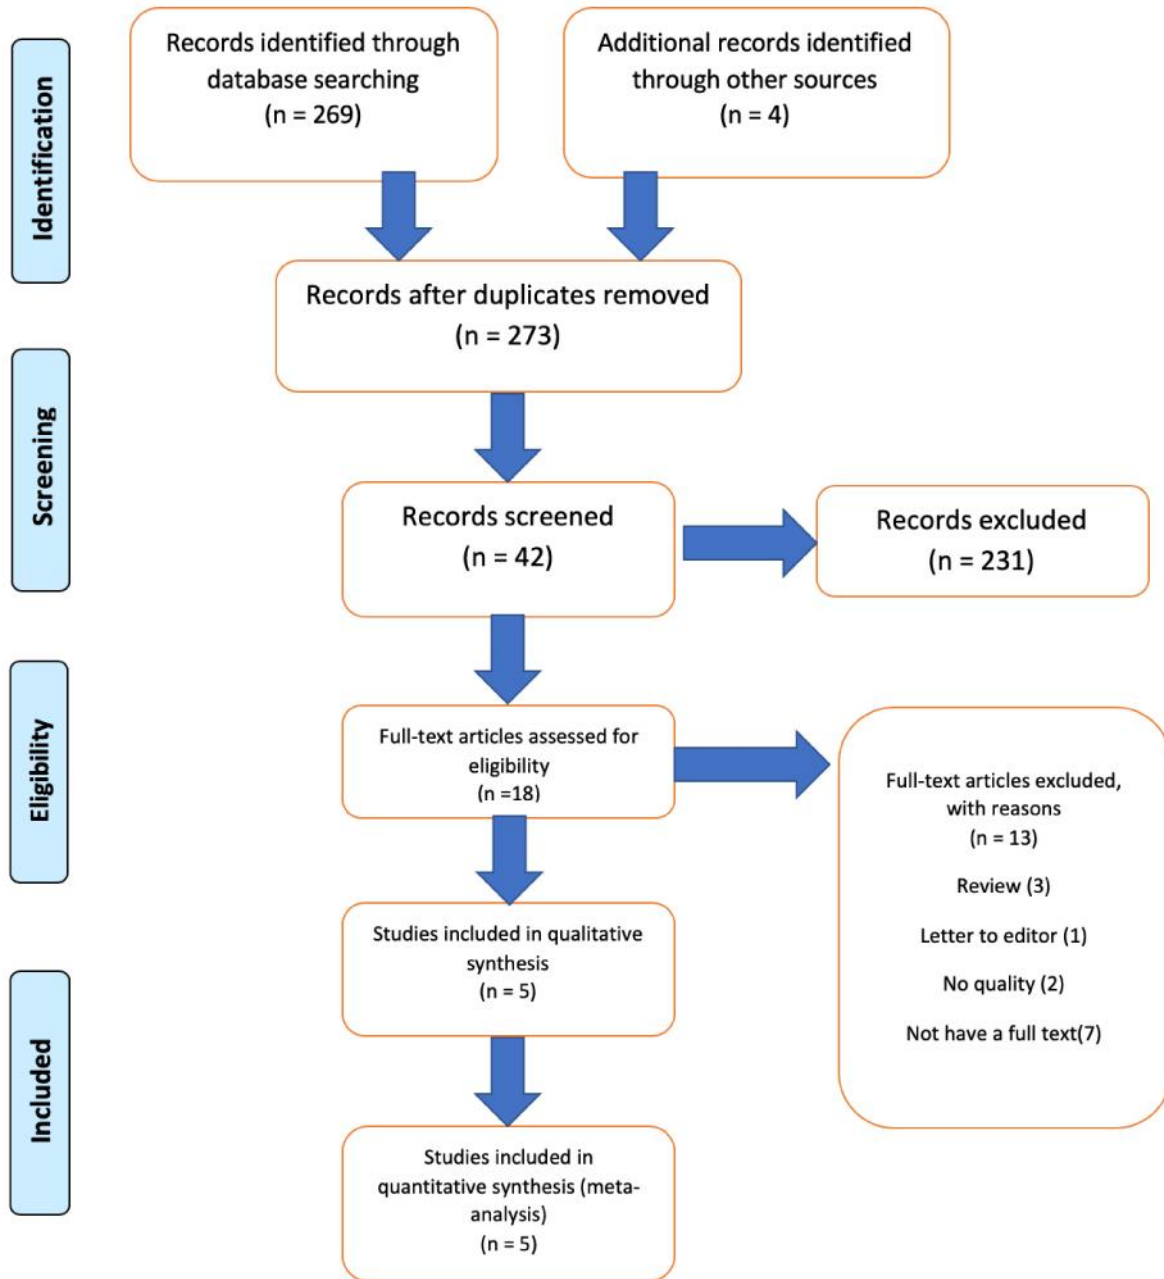 Identification
Records identified through
database searching
(n = 269)
Additional records identified
through other sources
(n = 4)
Records after duplicates removed
(n = 273)
Screening
Records screened
(n = 42)
Records excluded
(n = 231)
Eligibility
Full-text articles assessed for
eligibility
(n =18)
Full-text articles excluded,
with reasons
(n = 13)
Review (3)
Letter to editor (1)
No quality (2)
Not have a full text(7)
Included
Studies included in qualitative
synthesis
(n = 5)
Studies included in
quantitative synthesis (meta-
analysis)
(n = 5)